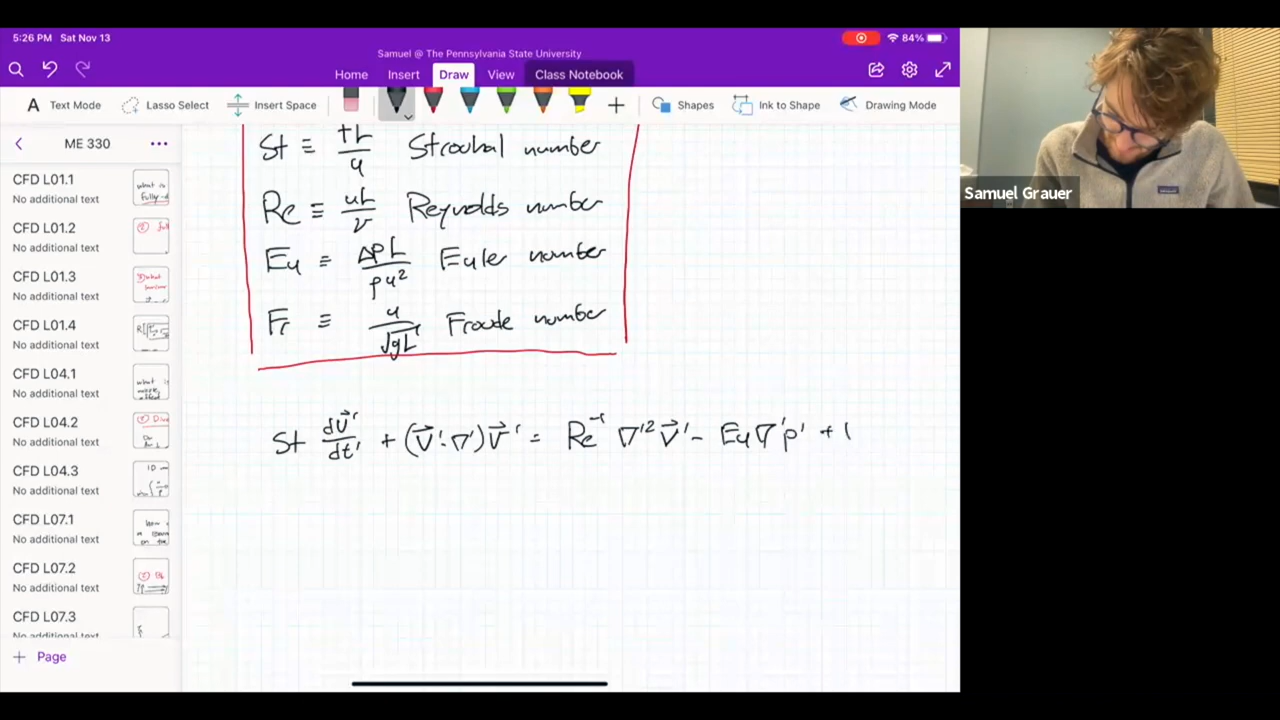 5:26 PM Sat Nov 13
84%
Samuel @ The Pennsylvania State University
Home Insert Draw View Class Notebook
A Text Mode Lasso Select Insert Space Shapes Ink to Shape Drawing Mode
ME 330
CFD L01.1
No additional text
CFD L01.2
No additional text
CFD L01.3
No additional text
CFD L01.4
No additional text
CFD L04.1
No additional text
CFD L04.2
No additional text
CFD L04.3
No additional text
CFD L07.1
No additional text
CFD L07.2
No additional text
CFD L07.3
No additional text
+ Page
St ≡ fL/u Strouhal number
Re ≡ uL/ν Reynolds number
Eu ≡ ΔpL/ρu² Euler number
Fr ≡ u/√gL Froude number
St dV⃗'/dt' + (V⃗'·∇')V⃗' = Re⁻¹ ∇'²V⃗' - Eu∇'p' + (
Samuel Grauer